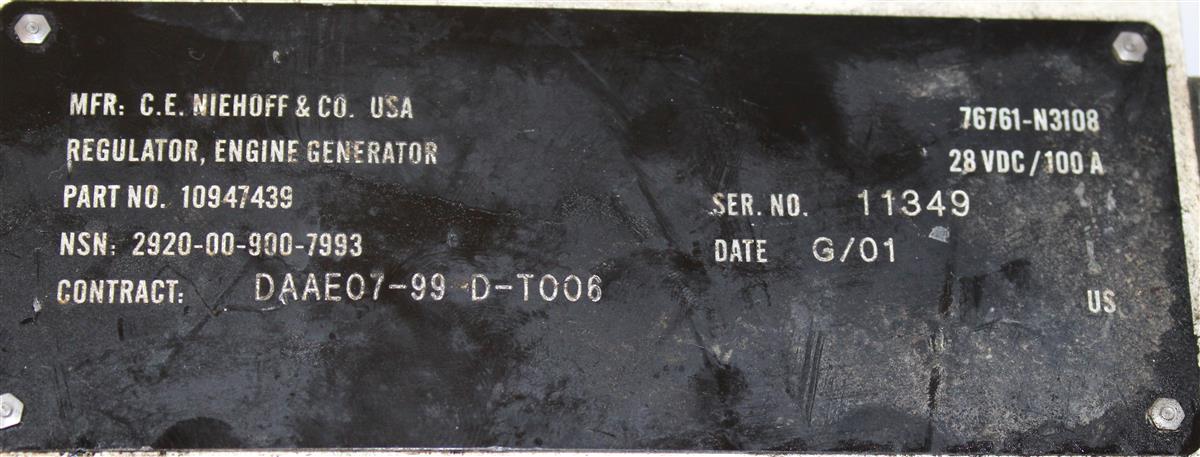 MFR: C.E. NIEHOFF & CO. USA
REGULATOR, ENGINE GENERATOR
PART NO. 10947439
NSN: 2920-00-900-7993
CONTRACT: DAAE07-99 D-T006
76761-N3108
28 VDC/100 A
SER. NO. 11349
DATE G/01
US